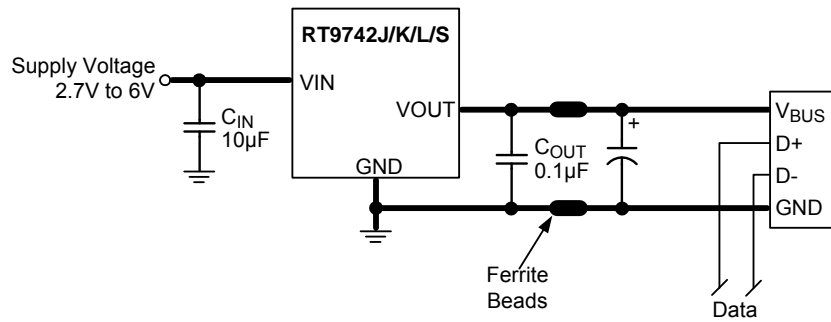 RT9742J/K/L/S
Supply Voltage
2.7V to 6V
VIN
VOUT
GND
CIN
10µF
COUT
0.1µF
+
VBUS
D+
D-
GND
Ferrite
Beads
Data